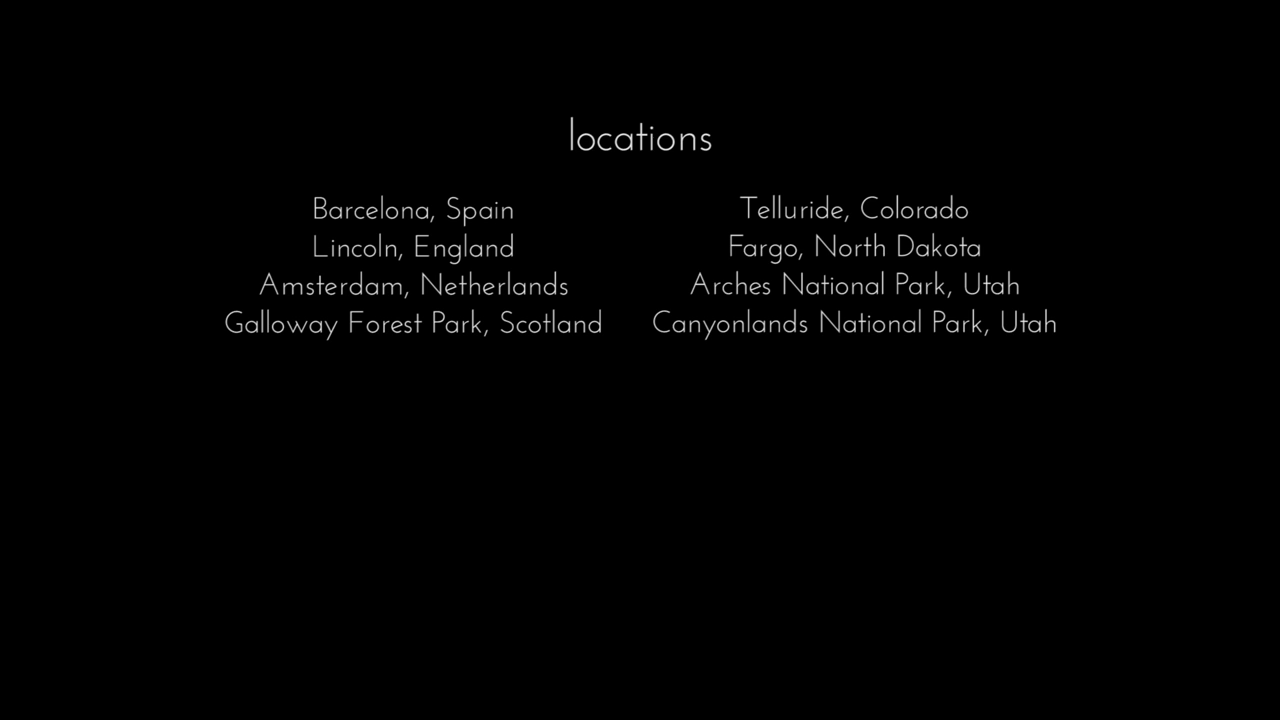 locations
Barcelona, Spain
Lincoln, England
Amsterdam, Netherlands
Galloway Forest Park, Scotland
Telluride, Colorado
Fargo, North Dakota
Arches National Park, Utah
Canyonlands National Park, Utah